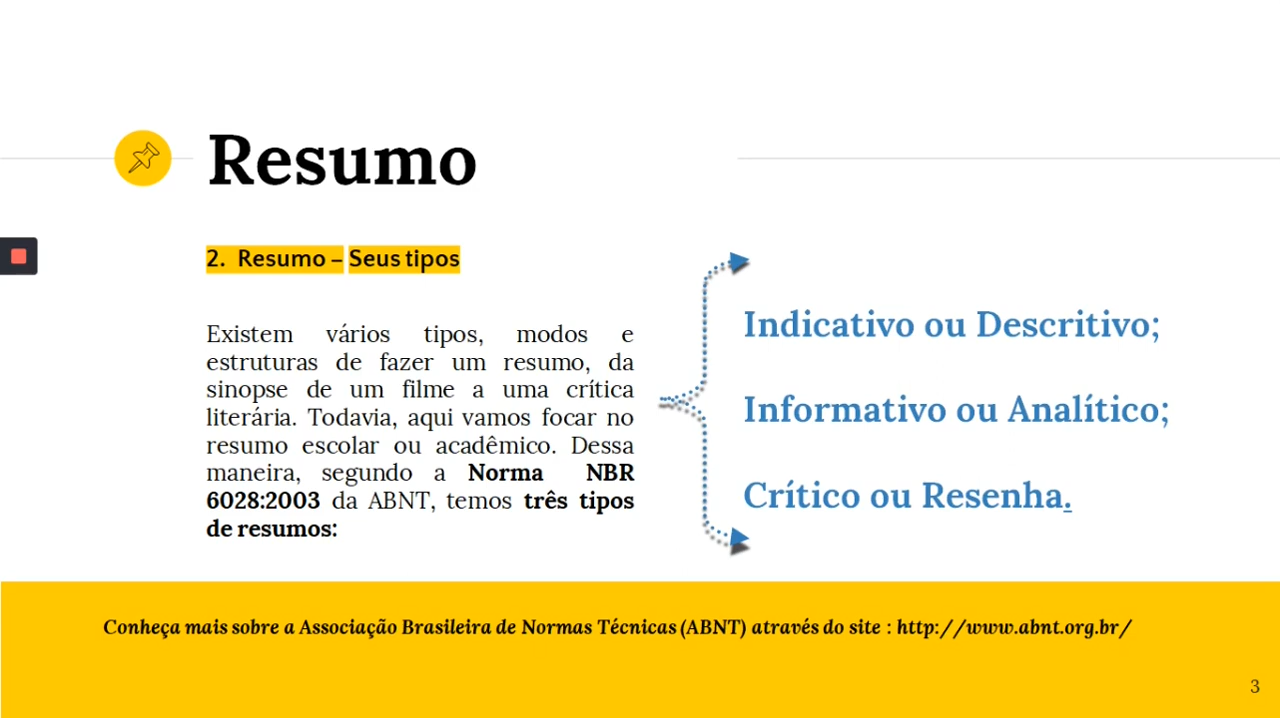 Resumo
2. Resumo – Seus tipos
Existem vários tipos, modos e
estruturas de fazer um resumo, da
sinopse de um filme a uma crítica
literária. Todavia, aqui vamos focar no
resumo escolar ou acadêmico. Dessa
maneira, segundo a Norma NBR
6028:2003 da ABNT, temos três tipos
de resumos:
Indicativo ou Descritivo;
Informativo ou Analítico;
Crítico ou Resenha.
Conheça mais sobre a Associação Brasileira de Normas Técnicas (ABNT) através do site : http://www.abnt.org.br/
3